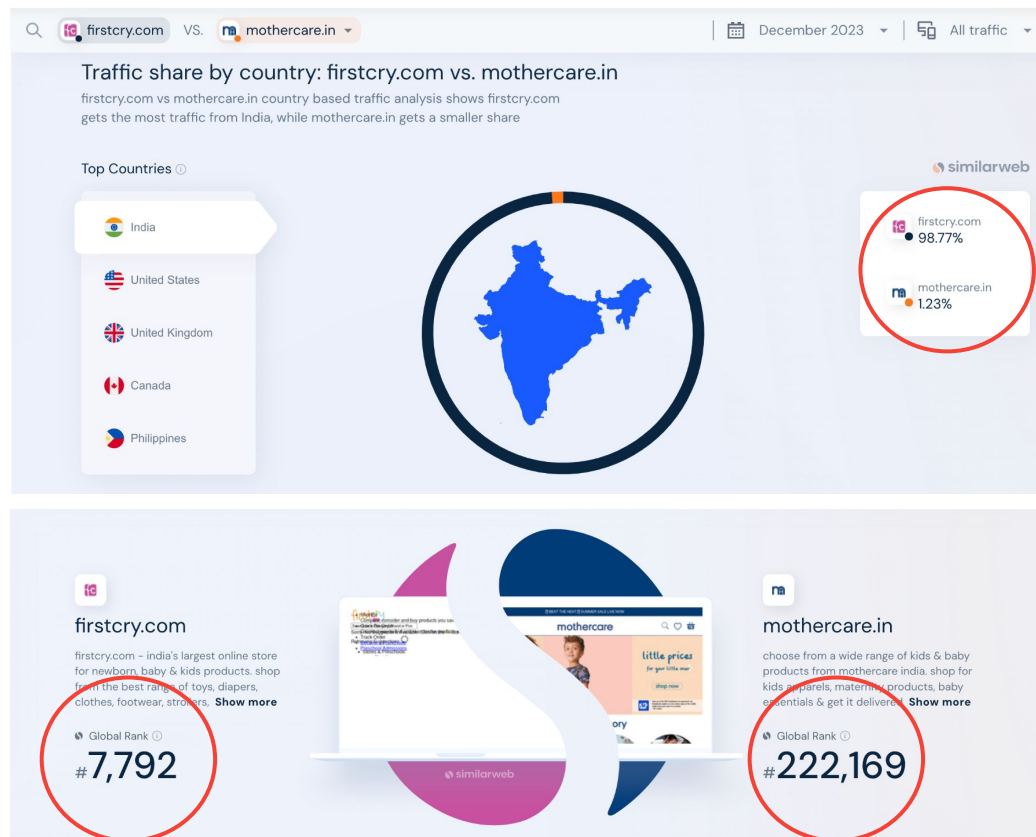 firstcry.com VS. mothercare.in December 2023 All traffic
Traffic share by country: firstcry.com vs. mothercare.in
firstcry.com vs mothercare.in country based traffic analysis shows firstcry.com
gets the most traffic from India, while mothercare.in gets a smaller share
Top Countries
similarweb
India
United States
United Kingdom
Canada
Philippines
firstcry.com
98.77%
mothercare.in
1.23%
firstcry.com
firstcry.com - india's largest online store
for newborn, baby & kids products. shop
from the best range of toys, diapers,
clothes, footwear, strollers, Show more
Global Rank
#7,792
Track Order
mothercare
little prices
for your little ones
shop now
ory
similarweb
mothercare.in
choose from a wide range of kids & baby
products from mothercare india. shop for
kids apparels, maternity products, baby
essentials & get it delivered Show more
Global Rank
#222,169